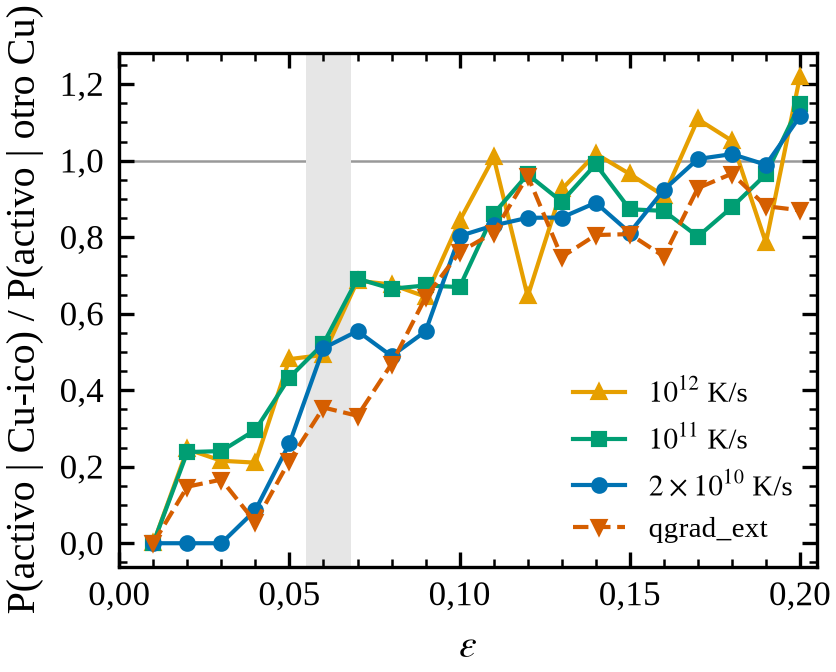 P(activo | Cu-ico) / P(activo | otro Cu)
1,2
1,0
0,8
0,6
0,4
0,2
0,0
0,00 0,05 0,10 0,15 0,20
ε
10¹² K/s
10¹¹ K/s
2 × 10¹⁰ K/s
qgrad_ext